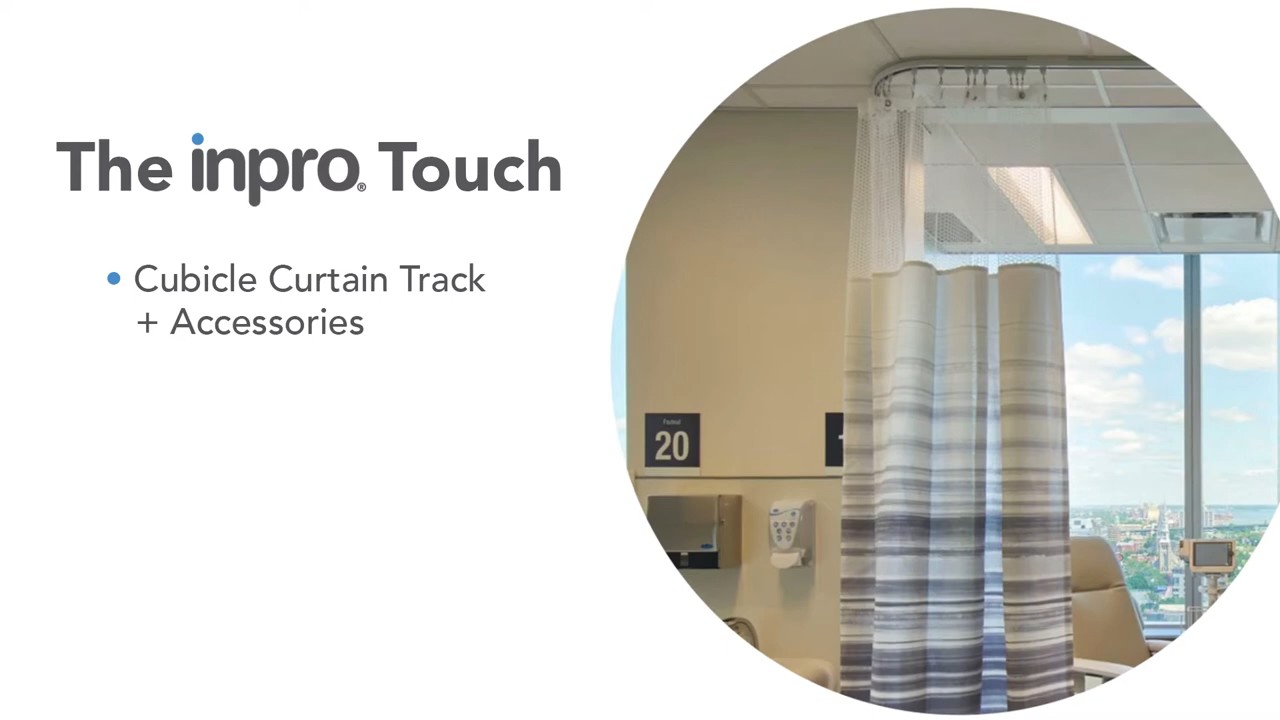 The inpro® Touch
• Cubicle Curtain Track
+ Accessories
20